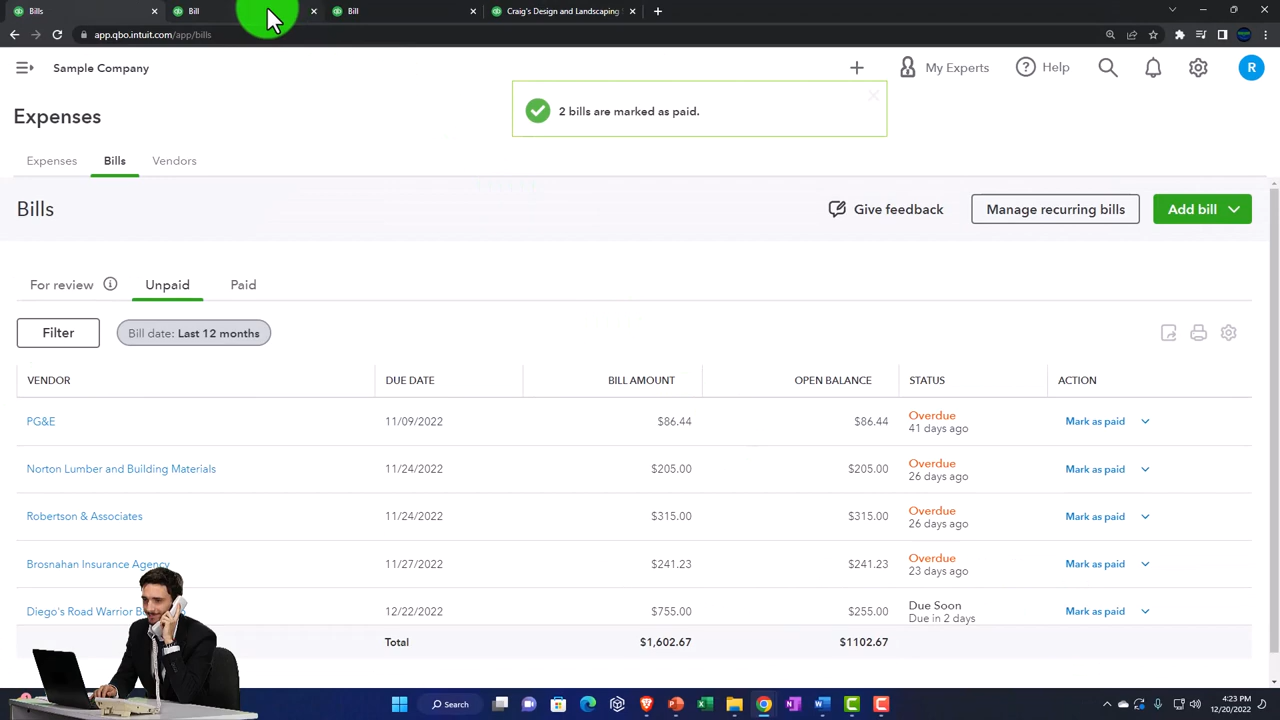 Bill
Bill
Bill
Craig's Design and Landscaping
app.qbo.intuit.com/app/bills
Sample Company
My Experts
Help
R
Expenses
2 bills are marked as paid.
Expenses
Bills
Vendors
Bills
Give feedback
Manage recurring bills
Add bill
For review
Unpaid
Paid
Filter
Bill date: Last 12 months
VENDOR DUE DATE BILL AMOUNT OPEN BALANCE STATUS ACTION
PG&E 11/09/2022 $86.44 $86.44 Overdue Mark as paid
41 days ago
Norton Lumber and Building Materials 11/24/2022 $205.00 $205.00 Overdue Mark as paid
26 days ago
Robertson & Associates 11/24/2022 $315.00 $315.00 Overdue Mark as paid
26 days ago
Brosnahan Insurance Agency 11/27/2022 $241.23 $241.23 Overdue Mark as paid
23 days ago
Diego's Road Warrior 12/22/2022 $755.00 $255.00 Due Soon Mark as paid
Due in 2 days
Total $1,602.67 $1102.67
Search
4:23 PM
12/20/2022